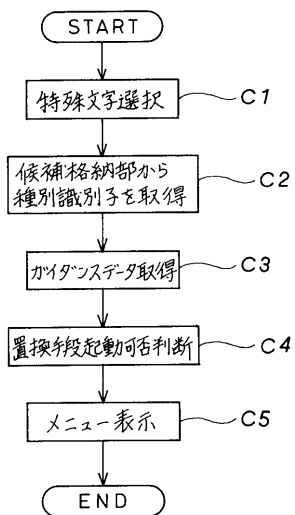 START
特殊文字選択
C1
候補格納部から
種別識別子を取得
C2
ガイダンスデータ取得
C3
置換手段起動可否判断
C4
メニュー表示
C5
END